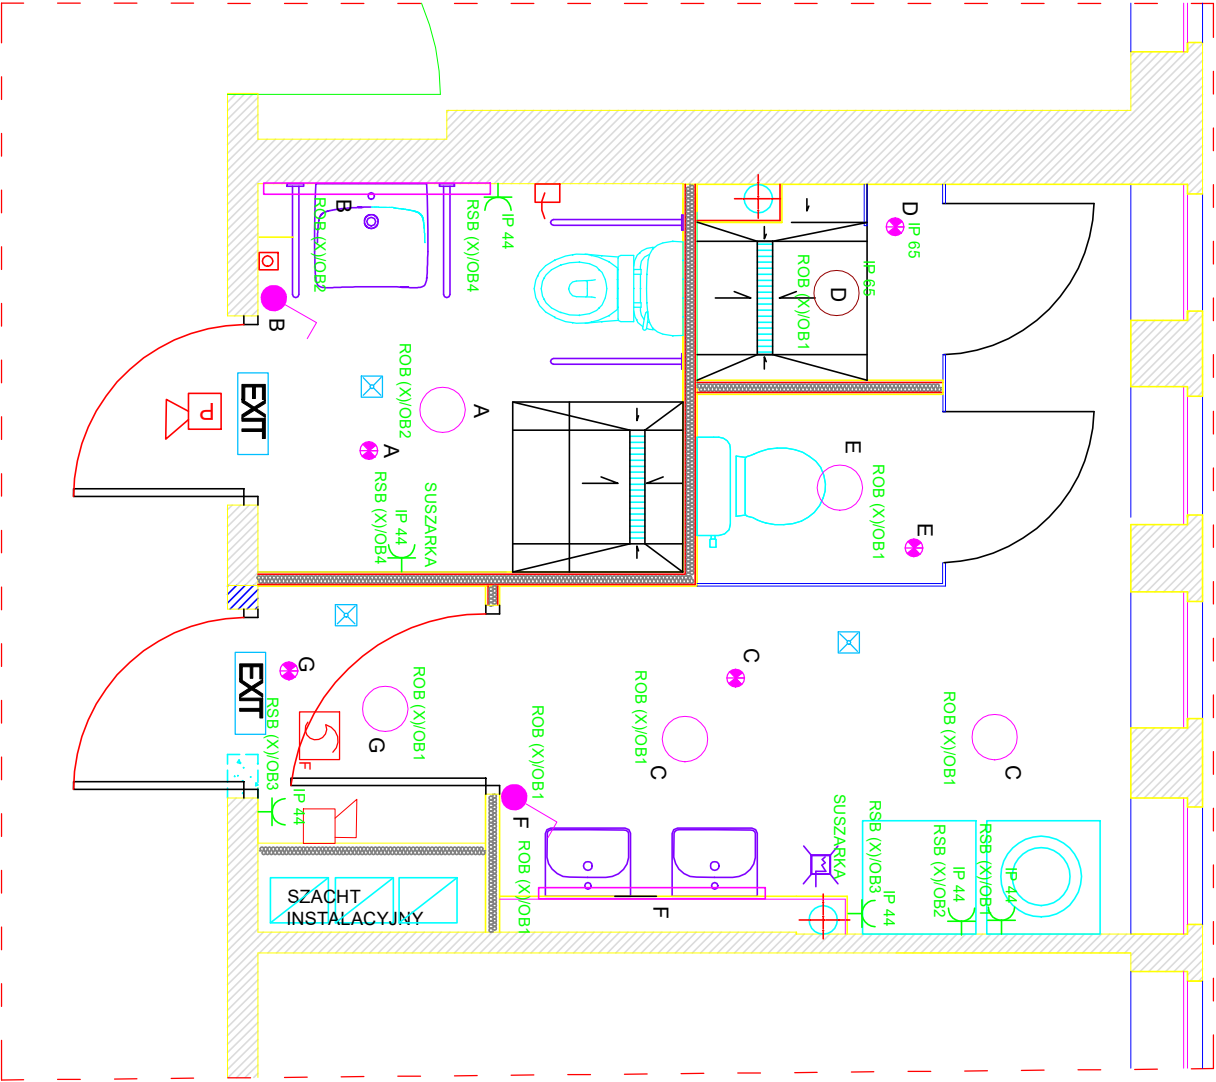 B
RSB (X)/OB2
RSB (X)/OB4
IP 44
B
D
IP 65
IP 65
ROB (X)/OB1
D
EXIT
P
ROB (X)/OB2
A
A
RSB (X)/OB4
IP 44
SUSZARKA
E
ROB (X)/OB1
E
G
EXIT
RSB (X)/OB3
IP 44
ROB (X)/OB1
G
F
C
ROB (X)/OB1
C
ROB (X)/OB1
C
ROB (X)/OB1
F
ROB (X)/OB1
F
SUSZARKA
RSB (X)/OB3
IP 44
RSB (X)/OB2
IP 44
IP 44
SZACHT
INSTALACYJNY